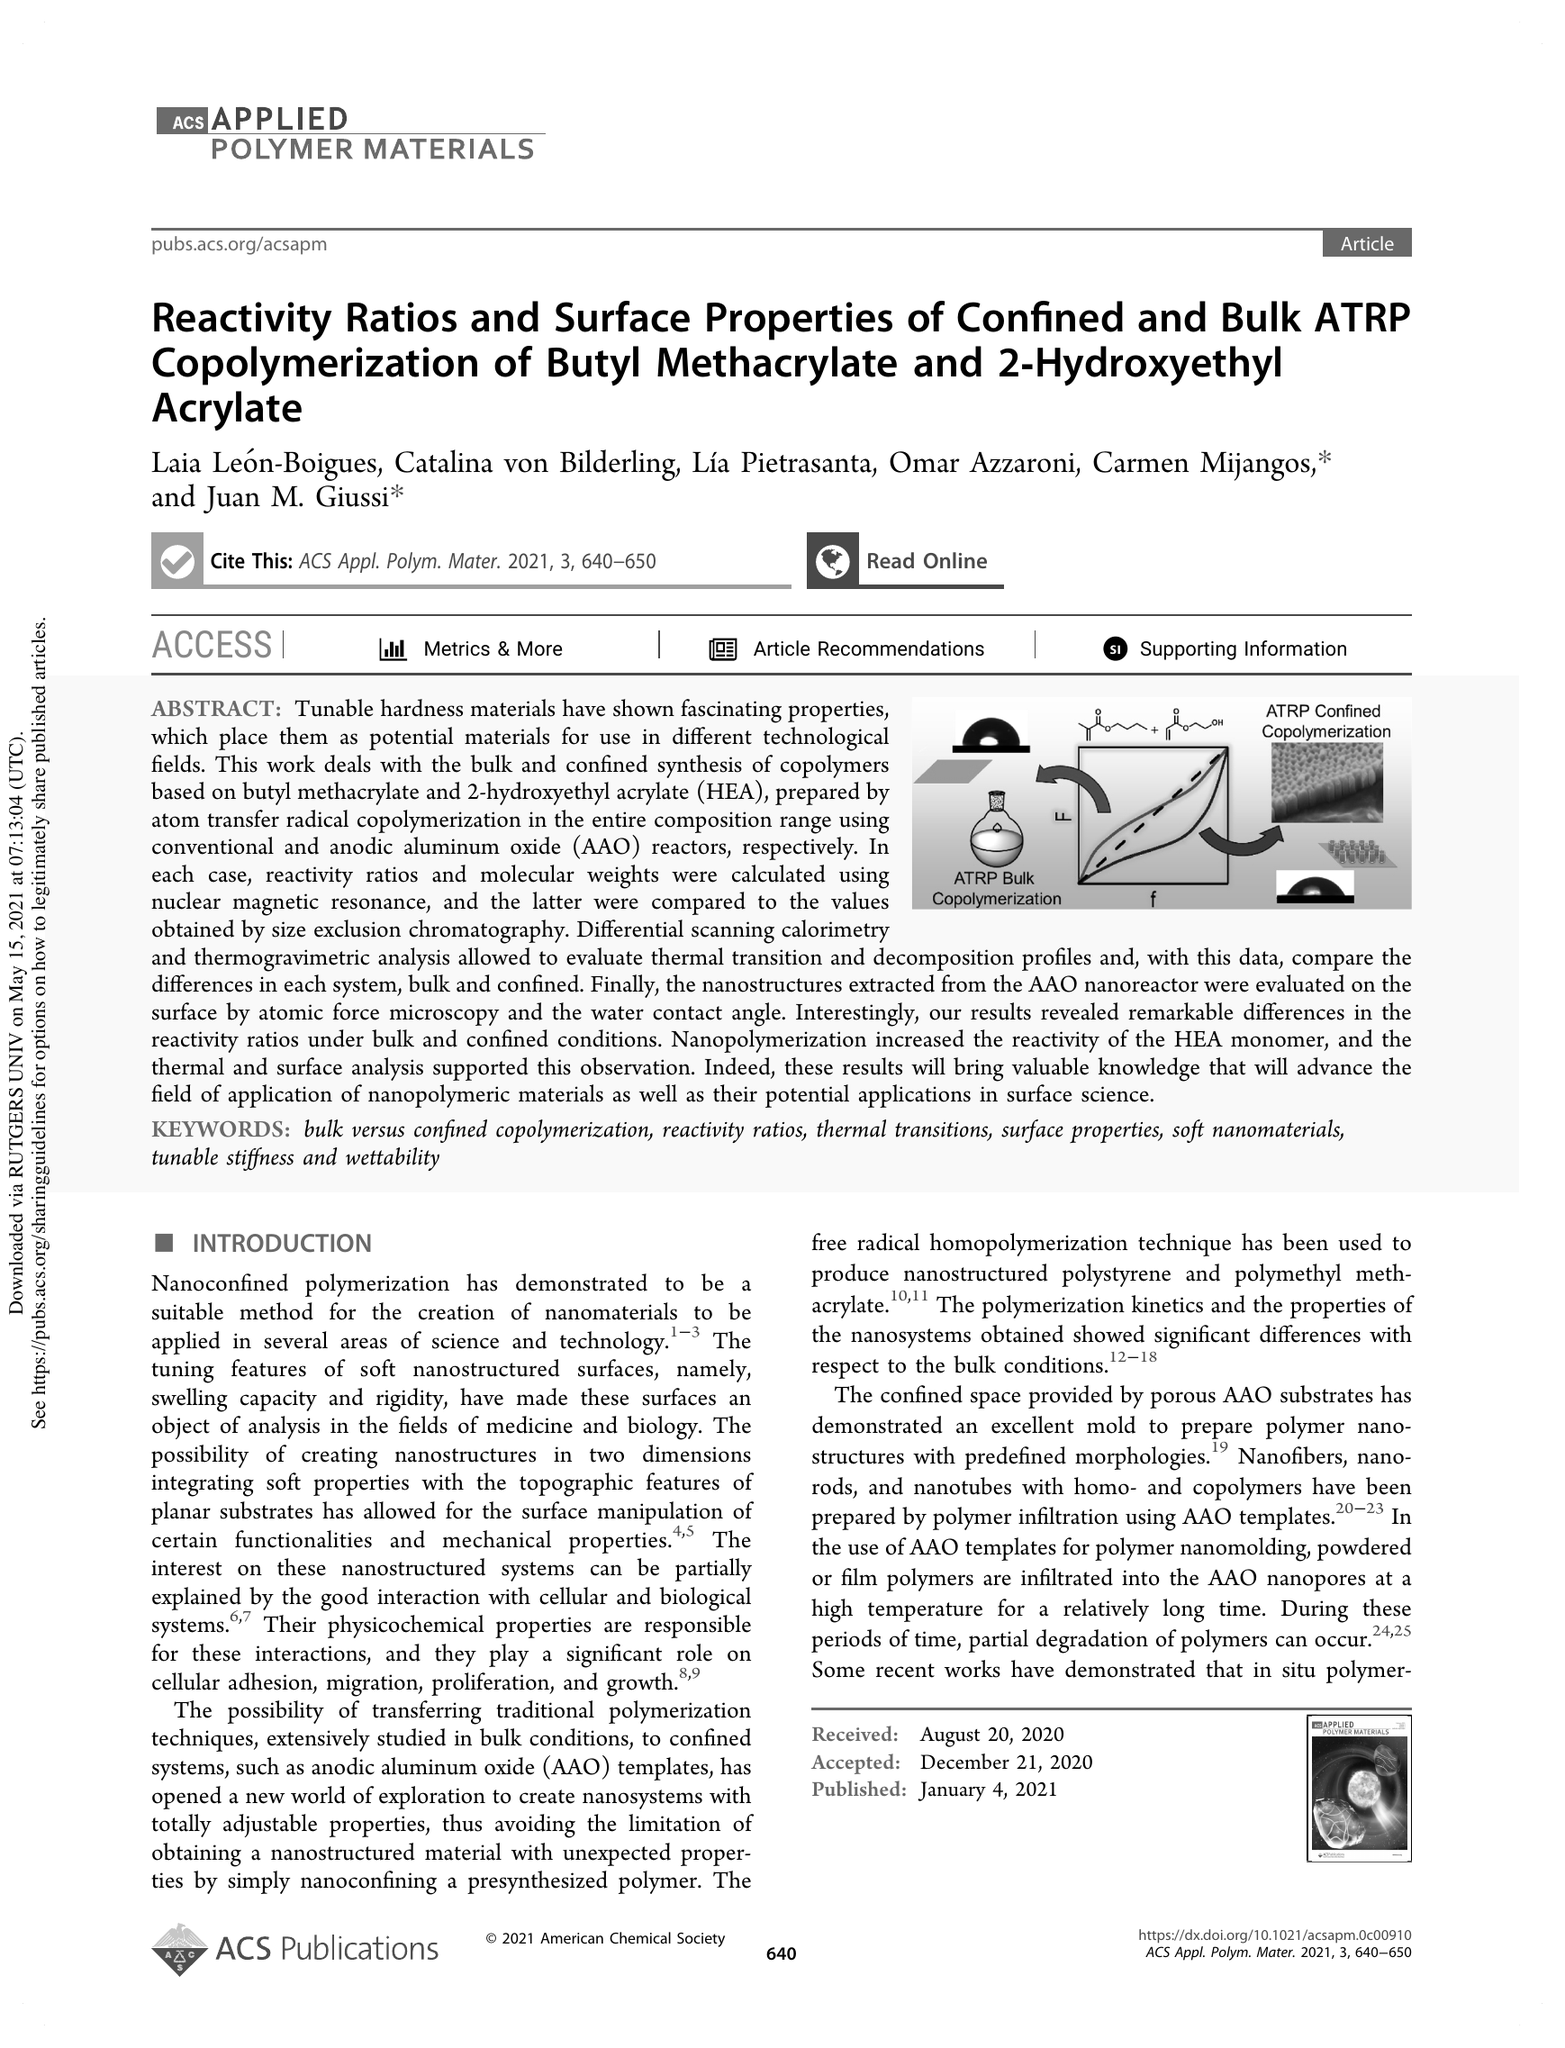 ACS APPLIED
POLYMER MATERIALS
pubs.acs.org/acsapm
Article
Reactivity Ratios and Surface Properties of Confined and Bulk ATRP
Copolymerization of Butyl Methacrylate and 2-Hydroxyethyl
Acrylate
Laia León-Boigues, Catalina von Bilderling, Lía Pietrasanta, Omar Azzaroni, Carmen Mijangos,*
and Juan M. Giussi*
Cite This: ACS Appl. Polym. Mater. 2021, 3, 640−650
Read Online
ACCESS
Metrics & More
Article Recommendations
SI Supporting Information
ABSTRACT: Tunable hardness materials have shown fascinating properties,
which place them as potential materials for use in different technological
fields. This work deals with the bulk and confined synthesis of copolymers
based on butyl methacrylate and 2-hydroxyethyl acrylate (HEA), prepared by
atom transfer radical copolymerization in the entire composition range using
conventional and anodic aluminum oxide (AAO) reactors, respectively. In
each case, reactivity ratios and molecular weights were calculated using
nuclear magnetic resonance, and the latter were compared to the values
obtained by size exclusion chromatography. Differential scanning calorimetry
and thermogravimetric analysis allowed to evaluate thermal transition and decomposition profiles and, with this data, compare the
differences in each system, bulk and confined. Finally, the nanostructures extracted from the AAO nanoreactor were evaluated on the
surface by atomic force microscopy and the water contact angle. Interestingly, our results revealed remarkable differences in the
reactivity ratios under bulk and confined conditions. Nanopolymerization increased the reactivity of the HEA monomer, and the
thermal and surface analysis supported this observation. Indeed, these results will bring valuable knowledge that will advance the
field of application of nanopolymeric materials as well as their potential applications in surface science.
O
O
+
O
O
OH
ATRP Confined
Copolymerization
F
f
ATRP Bulk
Copolymerization
KEYWORDS: bulk versus confined copolymerization, reactivity ratios, thermal transitions, surface properties, soft nanomaterials,
tunable stiffness and wettability
■ INTRODUCTION
Nanoconfined polymerization has demonstrated to be a
suitable method for the creation of nanomaterials to be
applied in several areas of science and technology.1−3 The
tuning features of soft nanostructured surfaces, namely,
swelling capacity and rigidity, have made these surfaces an
object of analysis in the fields of medicine and biology. The
possibility of creating nanostructures in two dimensions
integrating soft properties with the topographic features of
planar substrates has allowed for the surface manipulation of
certain functionalities and mechanical properties.4,5 The
interest on these nanostructured systems can be partially
explained by the good interaction with cellular and biological
systems.6,7 Their physicochemical properties are responsible
for these interactions, and they play a significant role on
cellular adhesion, migration, proliferation, and growth.8,9
The possibility of transferring traditional polymerization
techniques, extensively studied in bulk conditions, to confined
systems, such as anodic aluminum oxide (AAO) templates, has
opened a new world of exploration to create nanosystems with
totally adjustable properties, thus avoiding the limitation of
obtaining a nanostructured material with unexpected proper-
ties by simply nanoconfining a presynthesized polymer. The
free radical homopolymerization technique has been used to
produce nanostructured polystyrene and polymethyl meth-
acrylate.10,11 The polymerization kinetics and the properties of
the nanosystems obtained showed significant differences with
respect to the bulk conditions.12−18
The confined space provided by porous AAO substrates has
demonstrated an excellent mold to prepare polymer nano-
structures with predefined morphologies.19 Nanofibers, nano-
rods, and nanotubes with homo- and copolymers have been
prepared by polymer infiltration using AAO templates.20−23 In
the use of AAO templates for polymer nanomolding, powdered
or film polymers are infiltrated into the AAO nanopores at a
high temperature for a relatively long time. During these
periods of time, partial degradation of polymers can occur.24,25
Some recent works have demonstrated that in situ polymer-
Received: August 20, 2020
Accepted: December 21, 2020
Published: January 4, 2021
ACS APPLIED
POLYMER MATERIALS
ACS Publications
© 2021 American Chemical Society
640
https://dx.doi.org/10.1021/acsapm.0c00910
ACS Appl. Polym. Mater. 2021, 3, 640−650
Downloaded via RUTGERS UNIV on May 15, 2021 at 07:13:04 (UTC).
See https://pubs.acs.org/sharingguidelines for options on how to legitimately share published articles.